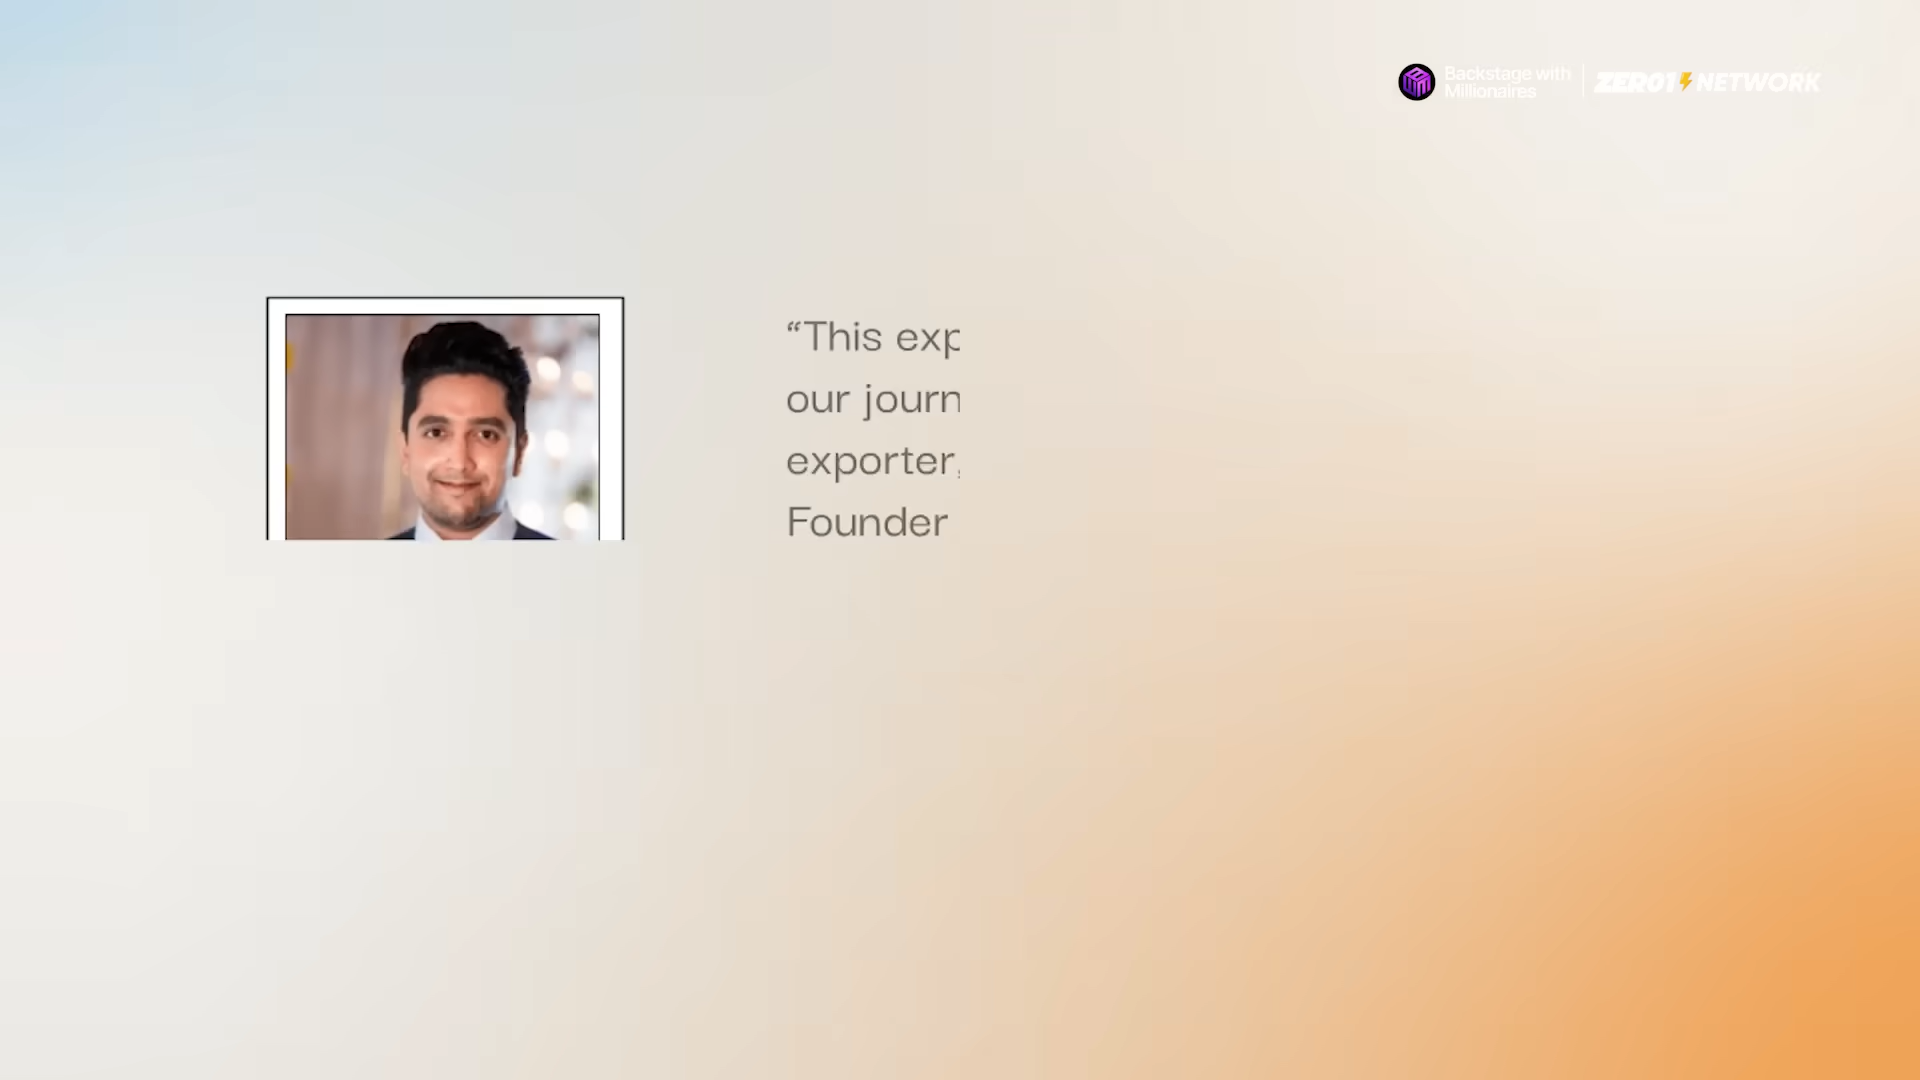 Backstage with
Millionaires
ZERO1 NETWORK
“This exp
our journ
exporter,
Founder